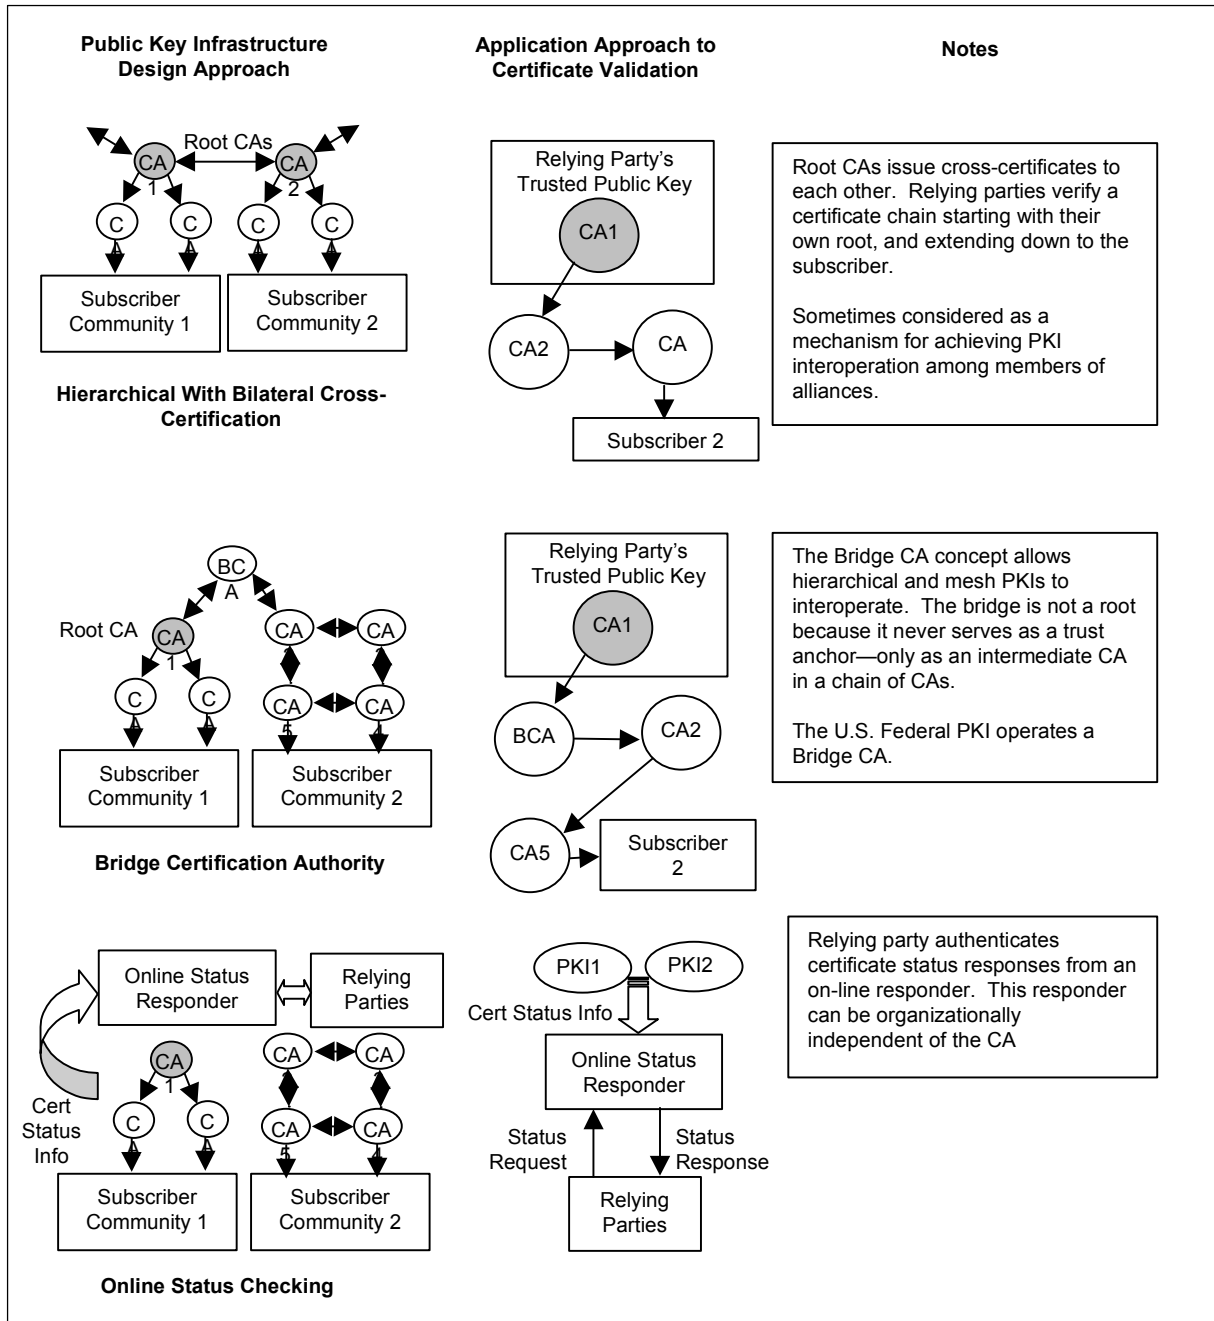 Public Key Infrastructure
Design Approach
Application Approach to
Certificate Validation
Notes
Root CAs
CA
1
CA
2
C
C
C
C
Subscriber
Community 1
Subscriber
Community 2
Hierarchical With Bilateral Cross-
Certification
Relying Party's
Trusted Public Key
CA1
CA2
CA
Subscriber 2
Root CAs issue cross-certificates to
each other.  Relying parties verify a
certificate chain starting with their
own root, and extending down to the
subscriber.
Sometimes considered as a
mechanism for achieving PKI
interoperation among members of
alliances.
BC
A
Root CA
CA
1
C
C
CA
CA
CA
5
CA
4
Subscriber
Community 1
Subscriber
Community 2
Bridge Certification Authority
Relying Party's
Trusted Public Key
CA1
BCA
CA2
CA5
Subscriber
2
The Bridge CA concept allows
hierarchical and mesh PKIs to
interoperate.  The bridge is not a root
because it never serves as a trust
anchor—only as an intermediate CA
in a chain of CAs.
The U.S. Federal PKI operates a
Bridge CA.
Online Status
Responder
Relying
Parties
Cert
Status
Info
CA
1
C
C
CA
CA
CA
5
CA
4
Subscriber
Community 1
Subscriber
Community 2
Online Status Checking
PKI1
PKI2
Cert Status Info
Online Status
Responder
Status
Request
Status
Response
Relying
Parties
Relying party authenticates
certificate status responses from an
on-line responder.  This responder
can be organizationally
independent of the CA